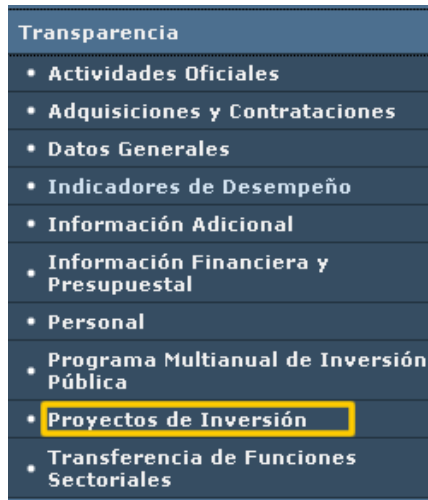 Transparencia
• Actividades Oficiales
• Adquisiciones y Contrataciones
• Datos Generales
• Indicadores de Desempeño
• Información Adicional
• Información Financiera y
Presupuestal
• Personal
• Programa Multianual de Inversión
Pública
• Proyectos de Inversión
• Transferencia de Funciones
Sectoriales